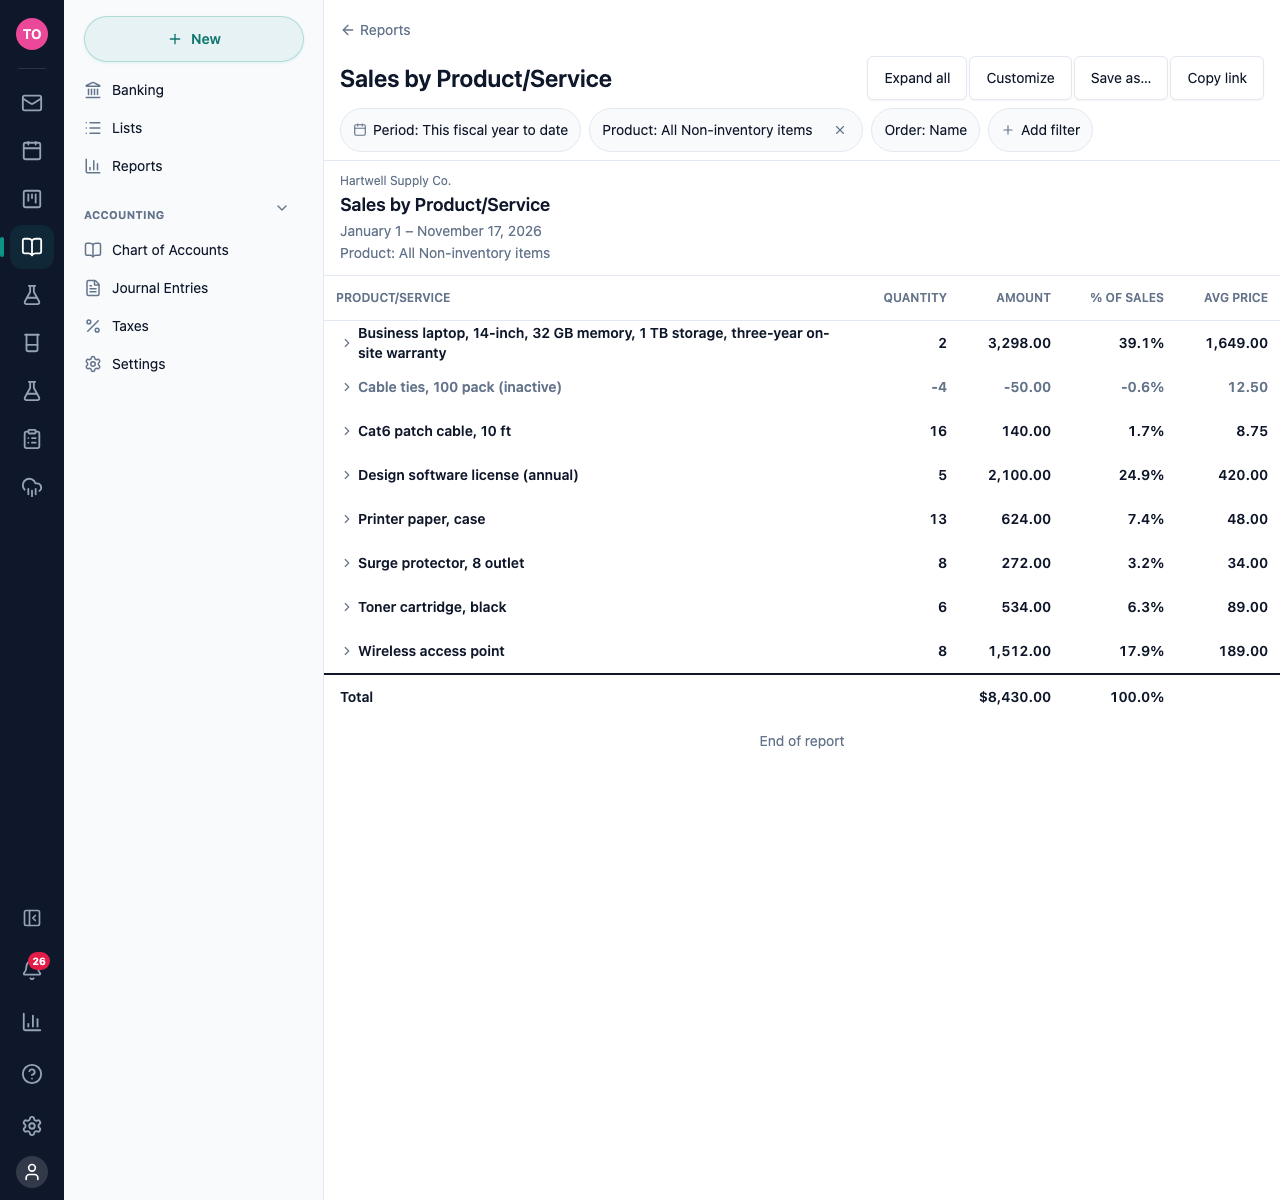 TO
New
Banking
Lists
Reports
ACCOUNTING
Chart of Accounts
Journal Entries
Taxes
Settings
26
Reports
Sales by Product/Service
Expand all
Customize
Save as...
Copy link
Period: This fiscal year to date
Product: All Non-inventory items
Order: Name
Add filter
Hartwell Supply Co.
Sales by Product/Service
January 1 – November 17, 2026
Product: All Non-inventory items
PRODUCT/SERVICE QUANTITY AMOUNT % OF SALES AVG PRICE
Business laptop, 14-inch, 32 GB memory, 1 TB storage, three-year on-
site warranty 2 3,298.00 39.1% 1,649.00
Cable ties, 100 pack (inactive) -4 -50.00 -0.6% 12.50
Cat6 patch cable, 10 ft 16 140.00 1.7% 8.75
Design software license (annual) 5 2,100.00 24.9% 420.00
Printer paper, case 13 624.00 7.4% 48.00
Surge protector, 8 outlet 8 272.00 3.2% 34.00
Toner cartridge, black 6 534.00 6.3% 89.00
Wireless access point 8 1,512.00 17.9% 189.00
Total $8,430.00 100.0%
End of report